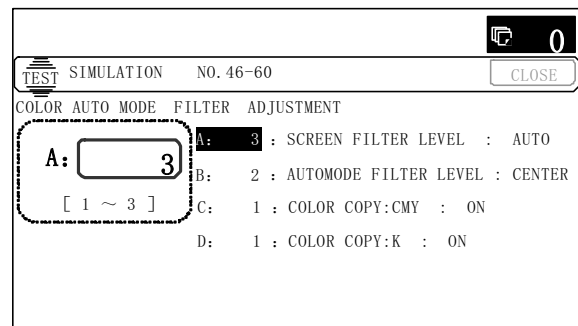 0
TEST SIMULATION NO. 46-60 CLOSE
COLOR AUTO MODE FILTER ADJUSTMENT
A: 3
[ 1 ~ 3 ]
A: 3 : SCREEN FILTER LEVEL : AUTO
B: 2 : AUTOMODE FILTER LEVEL : CENTER
C: 1 : COLOR COPY:CMY : ON
D: 1 : COLOR COPY:K : ON